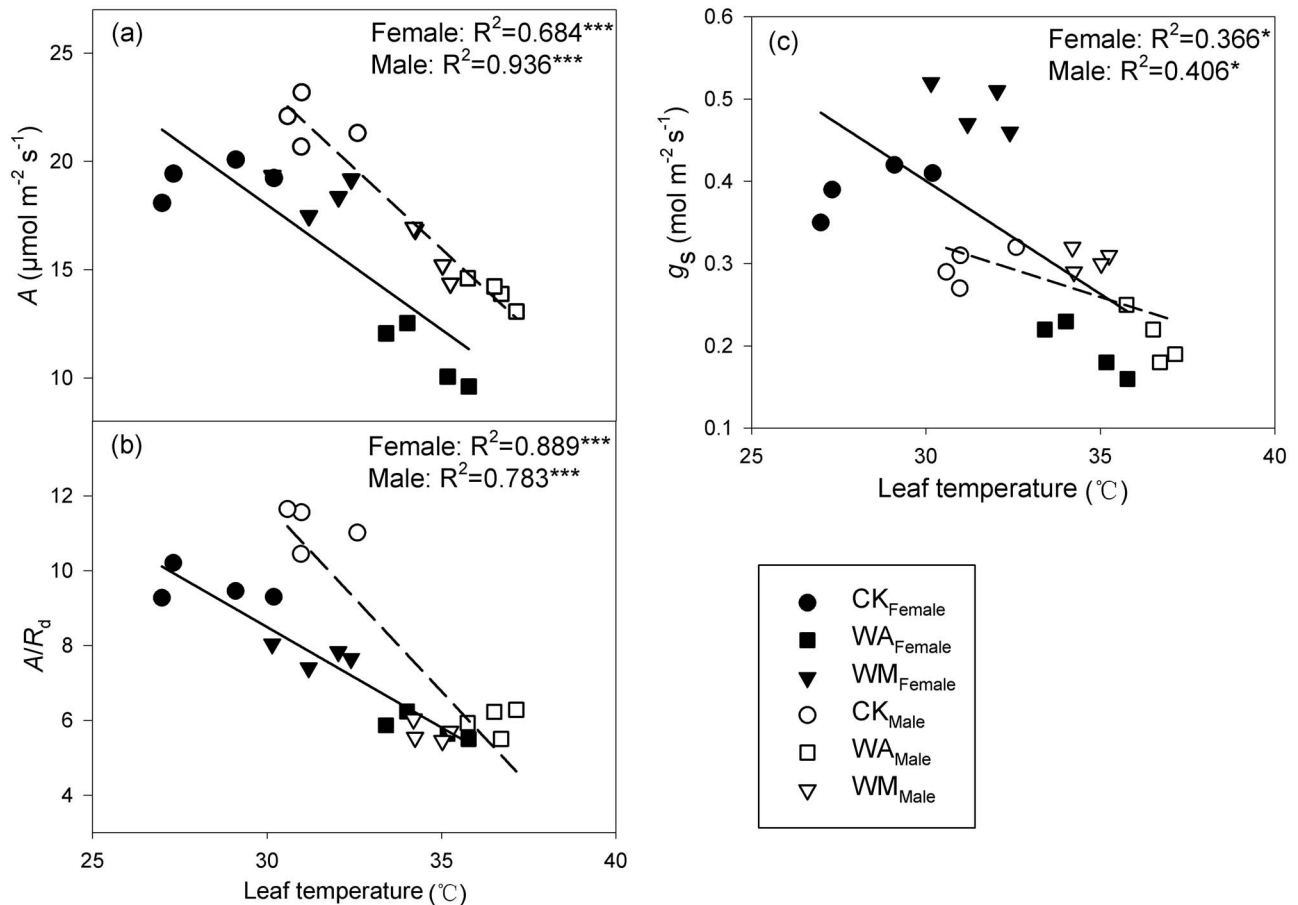 (a)
Female: R²=0.684***
Male: R²=0.936***
25
20
15
10
A (μmol m⁻² s⁻¹)
(b)
Female: R²=0.889***
Male: R²=0.783***
12
10
8
6
4
A/Rd
25 30 35 40
Leaf temperature (℃)
(c)
Female: R²=0.366*
Male: R²=0.406*
0.6
0.5
0.4
0.3
0.2
0.1
gs (mol m⁻² s⁻¹)
25 30 35 40
Leaf temperature (℃)
CKFemale
WAFemale
WMFemale
CKMale
WAMale
WMMale